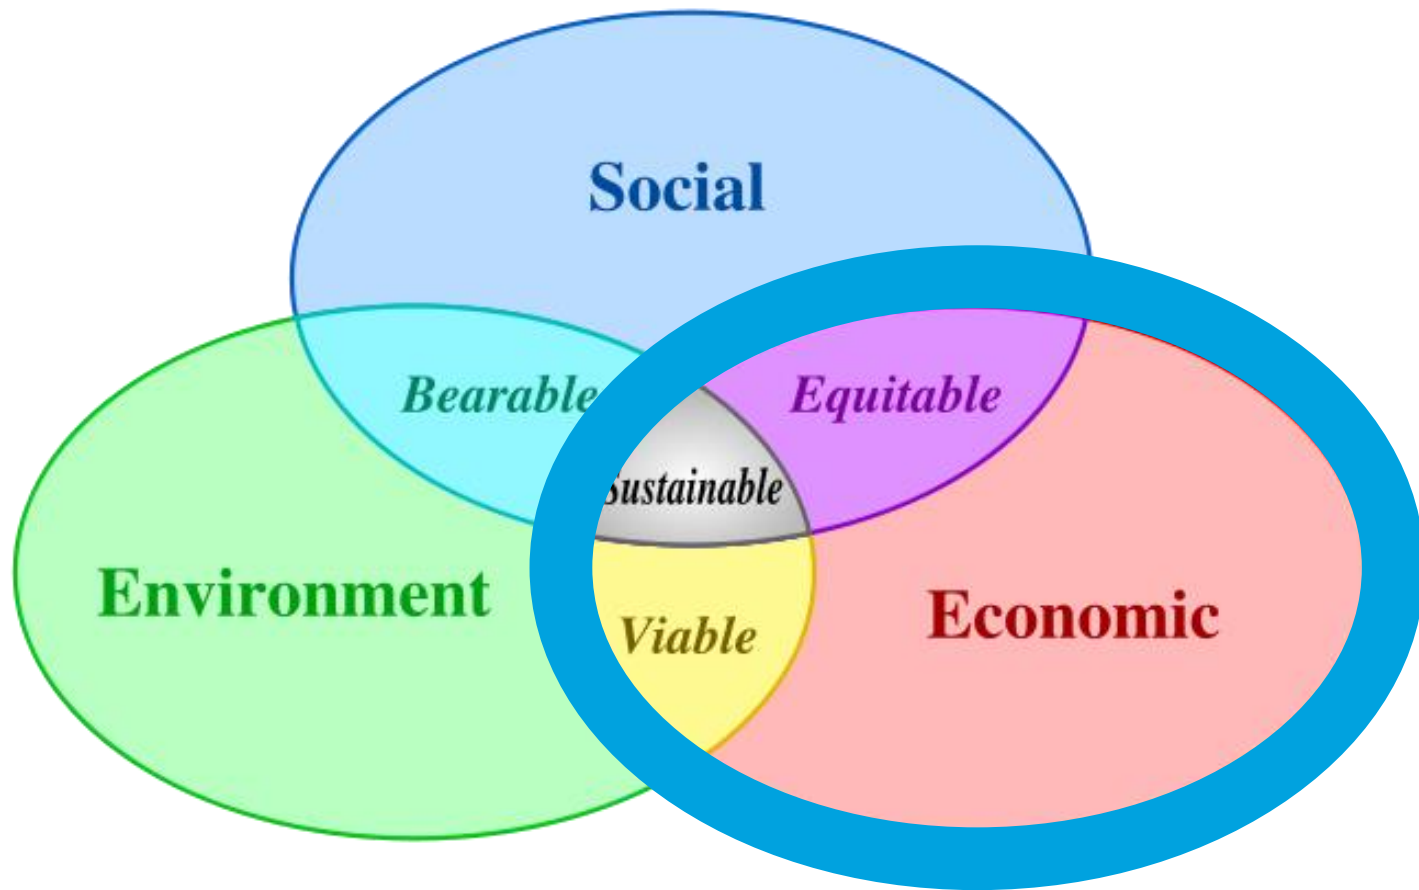 Social
Bearable
Equitable
Sustainable
Environment
Economic
Viable